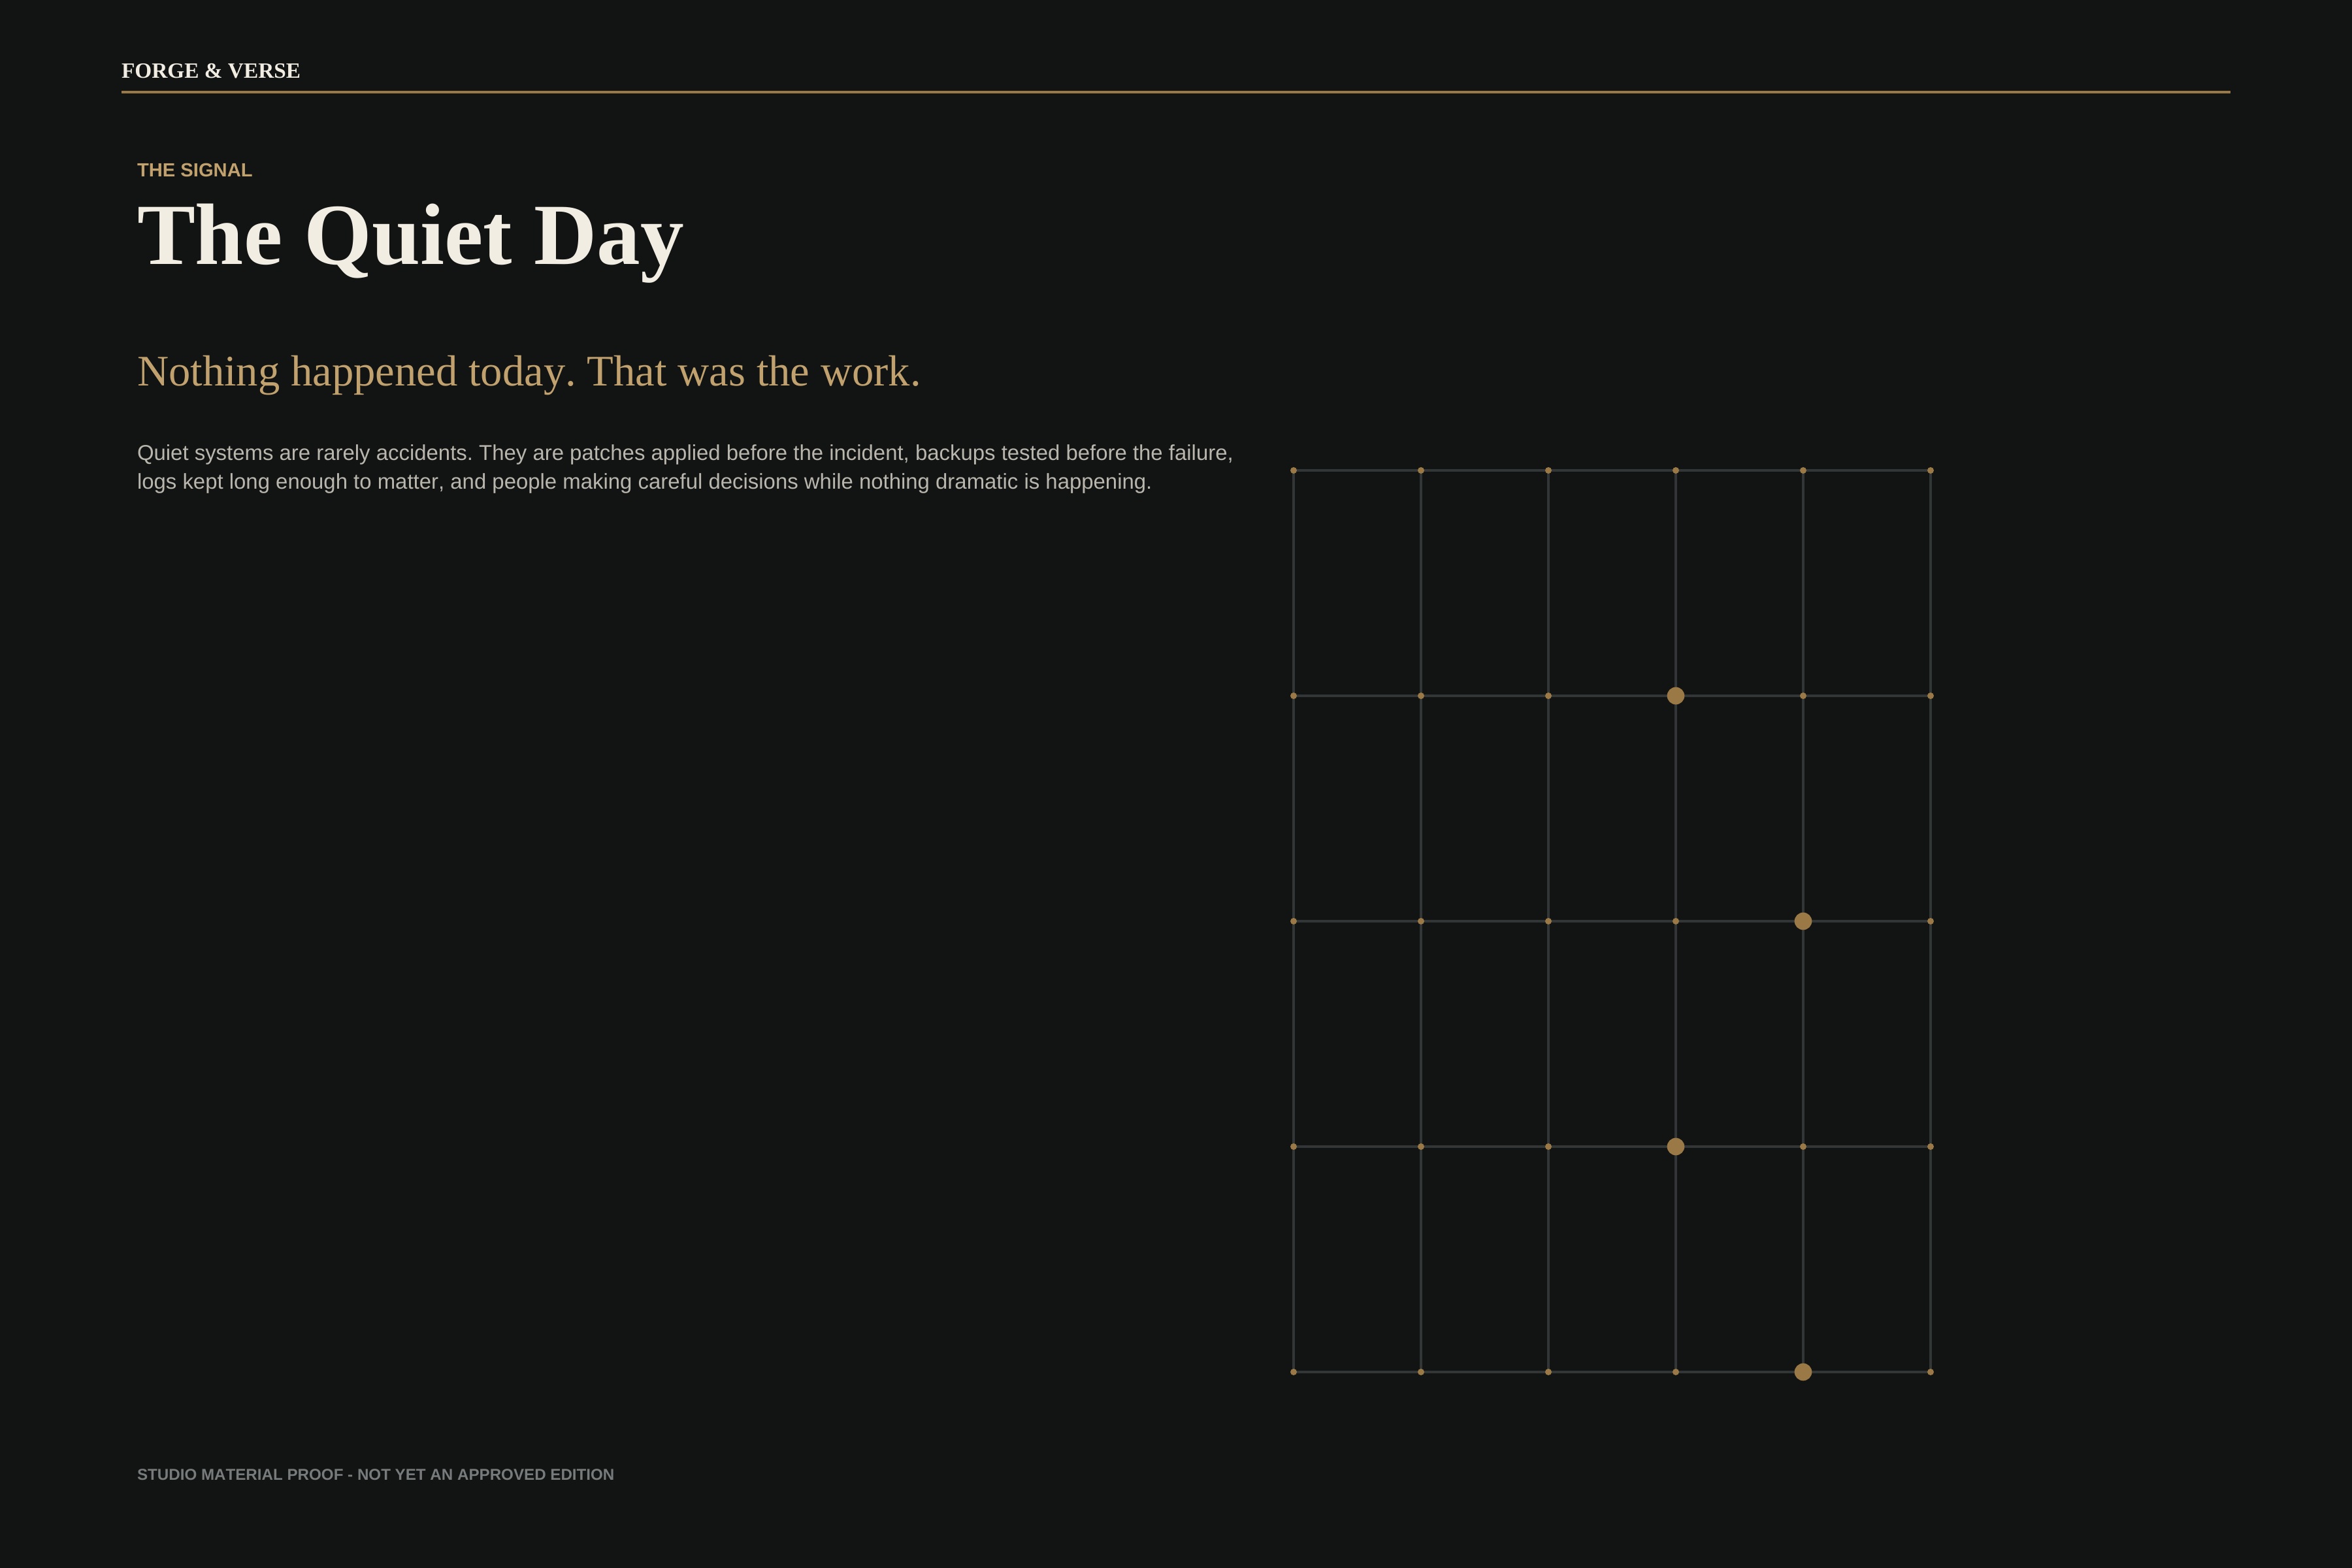 FORGE & VERSE
THE SIGNAL
The Quiet Day
Nothing happened today. That was the work.
Quiet systems are rarely accidents. They are patches applied before the incident, backups tested before the failure,
logs kept long enough to matter, and people making careful decisions while nothing dramatic is happening.
STUDIO MATERIAL PROOF - NOT YET AN APPROVED EDITION